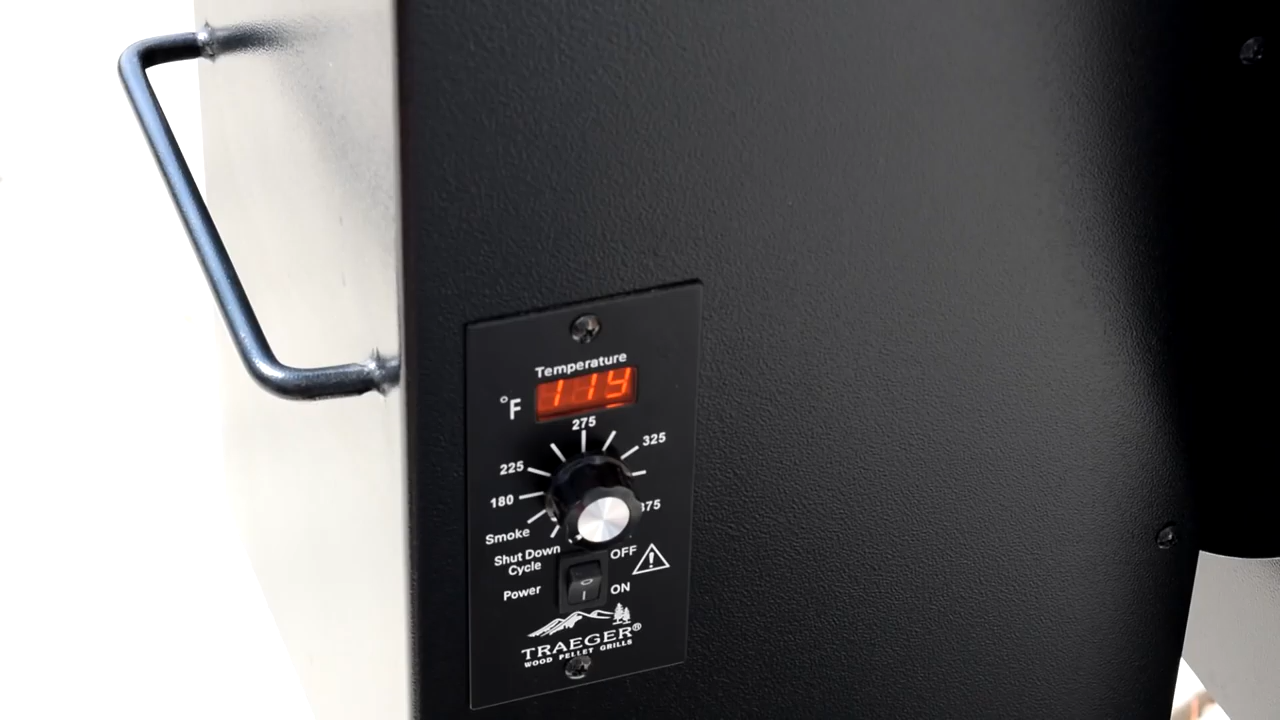 Temperature
°F
119
275
325
225
180
375
Smoke
Shut Down
Cycle
OFF
Power
ON
TRAEGER®
WOOD PELLET GRILLS